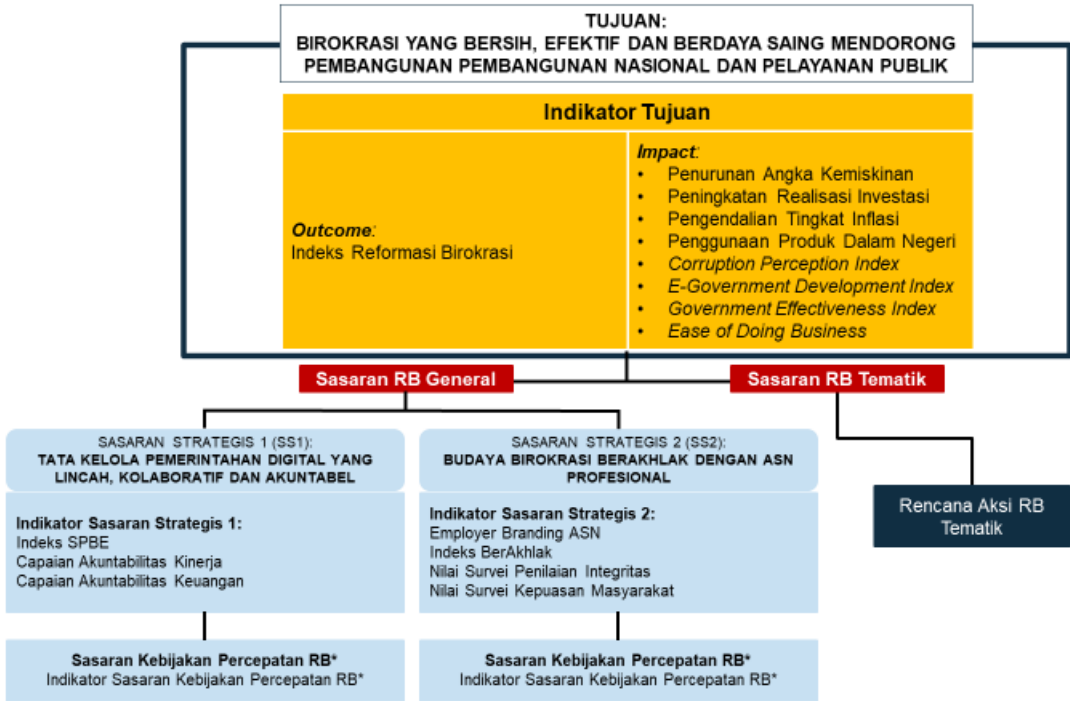 TUJUAN:
BIROKRASI YANG BERSIH, EFEKTIF DAN BERDAYA SAING MENDORONG
PEMBANGUNAN PEMBANGUNAN NASIONAL DAN PELAYANAN PUBLIK
Indikator Tujuan
Outcome:
Indeks Reformasi Birokrasi
Impact:
• Penurunan Angka Kemiskinan
• Peningkatan Realisasi Investasi
• Pengendalian Tingkat Inflasi
• Penggunaan Produk Dalam Negeri
• Corruption Perception Index
• E-Government Development Index
• Government Effectiveness Index
• Ease of Doing Business
Sasaran RB General
Sasaran RB Tematik
SASARAN STRATEGIS 1 (SS1):
TATA KELOLA PEMERINTAHAN DIGITAL YANG
LINCAH, KOLABORATIF DAN AKUNTABEL
Indikator Sasaran Strategis 1:
Indeks SPBE
Capaian Akuntabilitas Kinerja
Capaian Akuntabilitas Keuangan
Sasaran Kebijakan Percepatan RB*
Indikator Sasaran Kebijakan Percepatan RB*
SASARAN STRATEGIS 2 (SS2):
BUDAYA BIROKRASI BERAKHLAK DENGAN ASN
PROFESIONAL
Indikator Sasaran Strategis 2:
Employer Branding ASN
Indeks BerAkhlak
Nilai Survei Penilaian Integritas
Nilai Survei Kepuasan Masyarakat
Sasaran Kebijakan Percepatan RB*
Indikator Sasaran Kebijakan Percepatan RB*
Rencana Aksi RB
Tematik